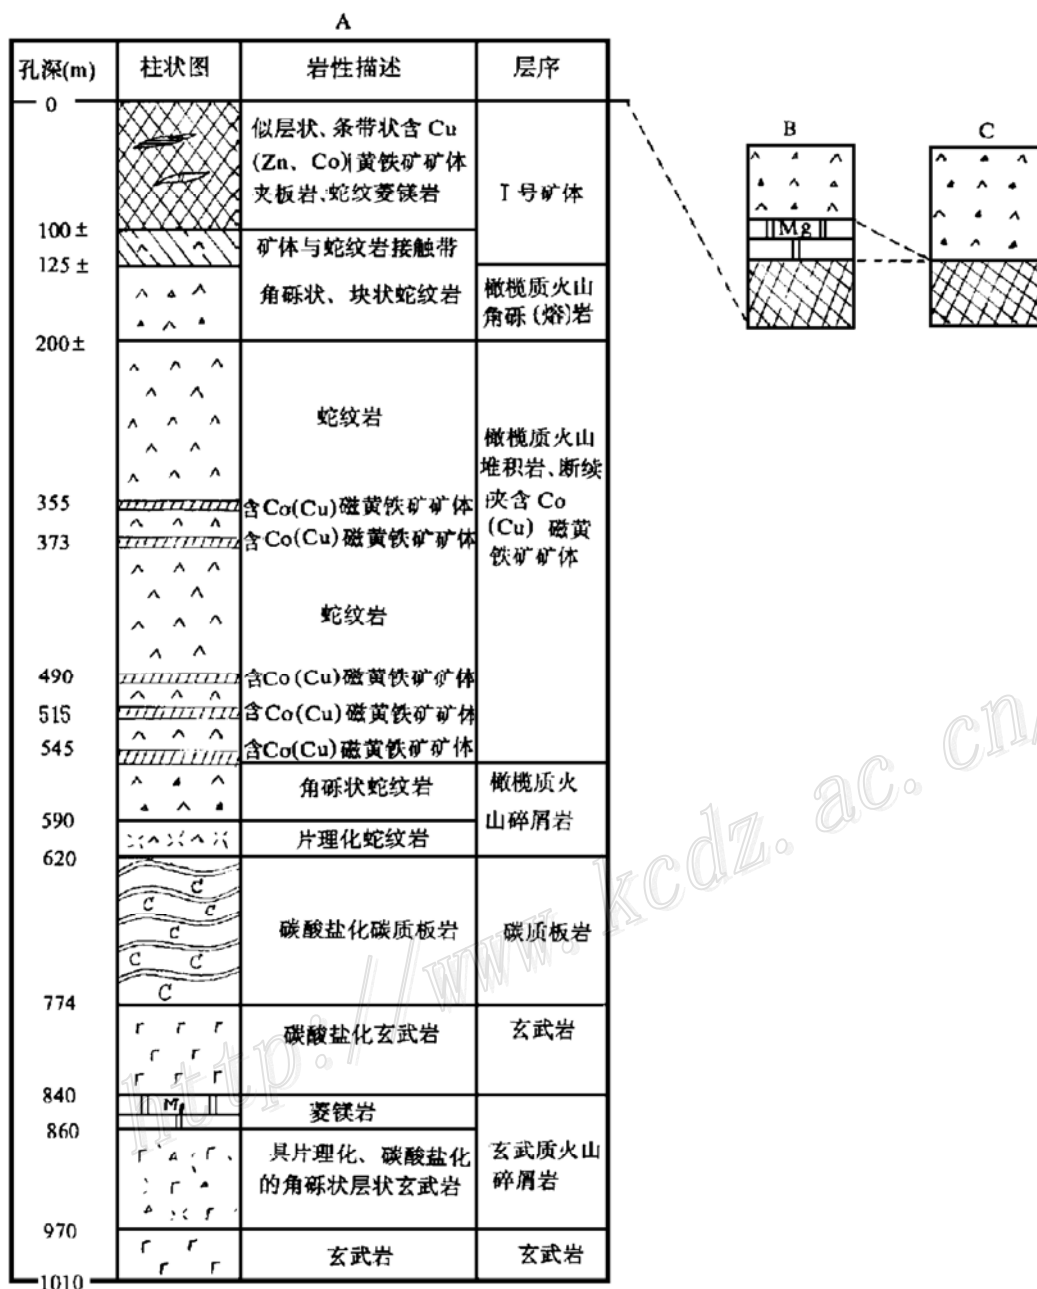 A
孔深(m) 柱状图 岩性描述 层序
0
B C
似层状、条带状含 Cu
(Zn、Co)黄铁矿矿体
夹板岩、蛇纹菱镁岩
I 号矿体
100±
矿体与蛇纹岩接触带
125±
角砾状、块状蛇纹岩
橄榄质火山
角砾(熔)岩
Mg
200±
蛇纹岩
橄榄质火山
堆积岩、断续
夹含 Co
(Cu) 磁黄
铁矿矿体
355 含Co(Cu)磁黄铁矿矿体
373 含Co(Cu)磁黄铁矿矿体
蛇纹岩
490 含Co(Cu)磁黄铁矿矿体
515 含Co(Cu)磁黄铁矿矿体
545 含Co(Cu)磁黄铁矿矿体
角砾状蛇纹岩
橄榄质火
山碎屑岩
590
片理化蛇纹岩
620
C
C C
C
C C
C
碳酸盐化碳质板岩 碳质板岩
774
碳酸盐化玄武岩 玄武岩
840
Mg 菱镁岩
860
具片理化、碳酸盐化
的角砾状层状玄武岩
玄武质火山
碎屑岩
970
玄武岩 玄武岩
1010
http://www.kcdz.ac.cn/